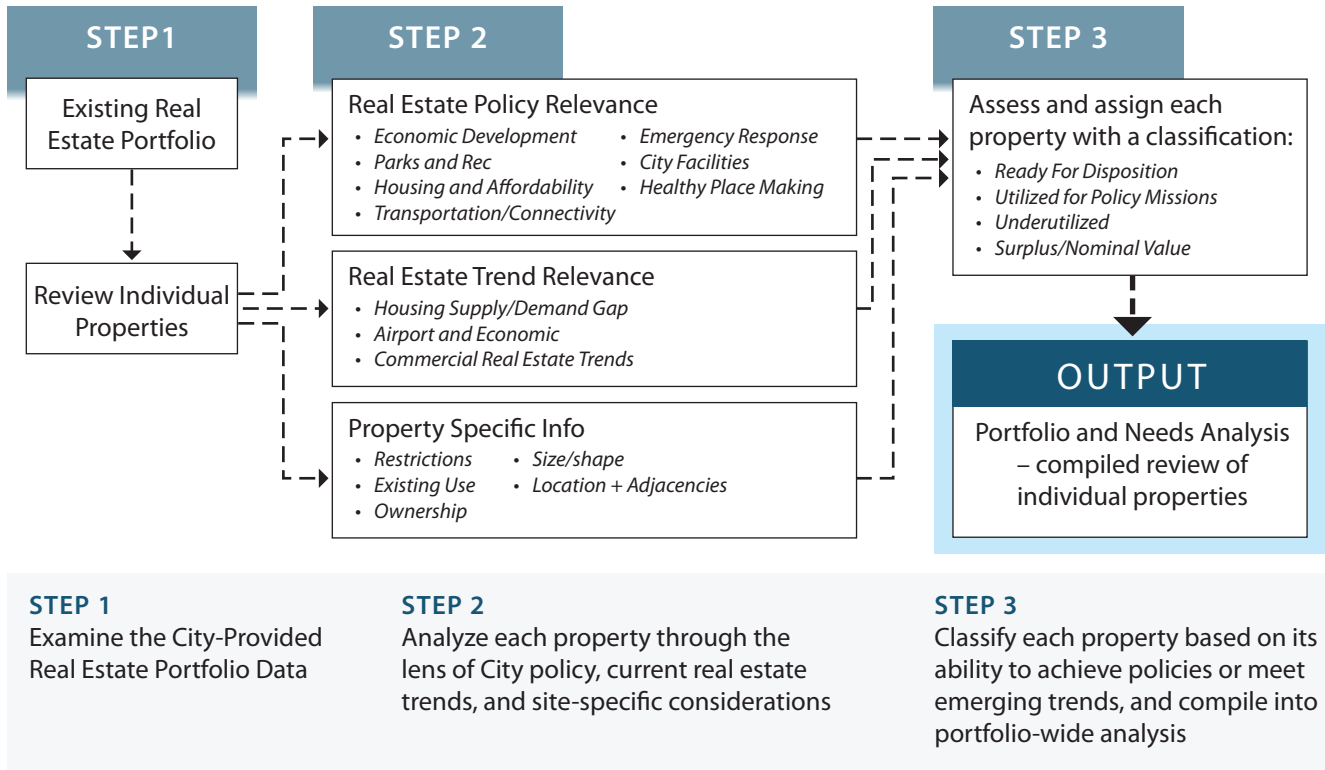 STEP1
Existing Real
Estate Portfolio
Review Individual
Properties
STEP 2
Real Estate Policy Relevance
• Economic Development
• Parks and Rec
• Housing and Affordability
• Transportation/Connectivity
• Emergency Response
• City Facilities
• Healthy Place Making
Real Estate Trend Relevance
• Housing Supply/Demand Gap
• Airport and Economic
• Commercial Real Estate Trends
Property Specific Info
• Restrictions
• Existing Use
• Ownership
• Size/shape
• Location + Adjacencies
STEP 3
Assess and assign each
property with a classification:
• Ready For Disposition
• Utilized for Policy Missions
• Underutilized
• Surplus/Nominal Value
OUTPUT
Portfolio and Needs Analysis
– compiled review of
individual properties
STEP 1
Examine the City-Provided
Real Estate Portfolio Data
STEP 2
Analyze each property through the
lens of City policy, current real estate
trends, and site-specific considerations
STEP 3
Classify each property based on its
ability to achieve policies or meet
emerging trends, and compile into
portfolio-wide analysis